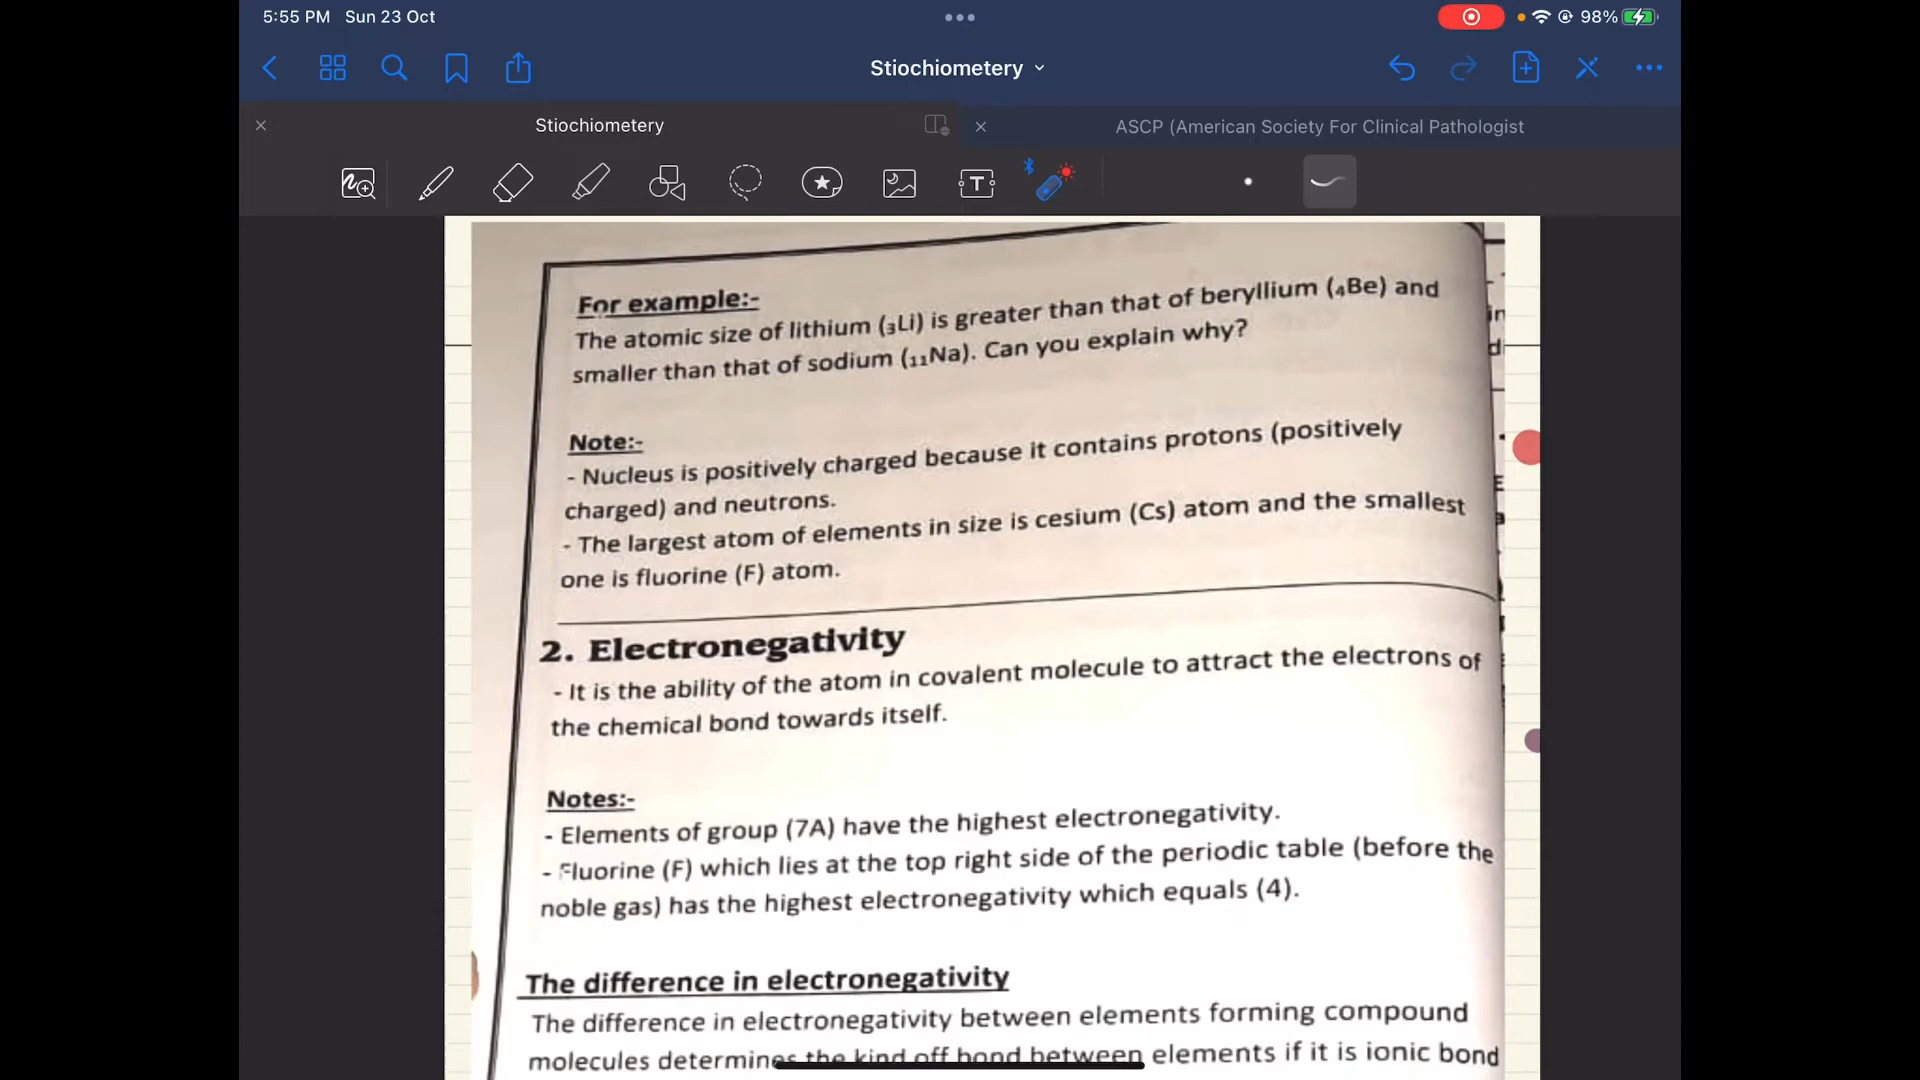 5:55 PM Sun 23 Oct
98%
Stiochiometery
Stiochiometery
ASCP (American Society For Clinical Pathologist
For example:-
The atomic size of lithium (₃Li) is greater than that of beryllium (₄Be) and
smaller than that of sodium (₁₁Na). Can you explain why?
Note:-
- Nucleus is positively charged because it contains protons (positively
charged) and neutrons.
- The largest atom of elements in size is cesium (Cs) atom and the smallest
one is fluorine (F) atom.
2. Electronegativity
- It is the ability of the atom in covalent molecule to attract the electrons of
the chemical bond towards itself.
Notes:-
- Elements of group (7A) have the highest electronegativity.
- Fluorine (F) which lies at the top right side of the periodic table (before the
noble gas) has the highest electronegativity which equals (4).
The difference in electronegativity
The difference in electronegativity between elements forming compound
molecules determines the kind off bond between elements if it is ionic bond